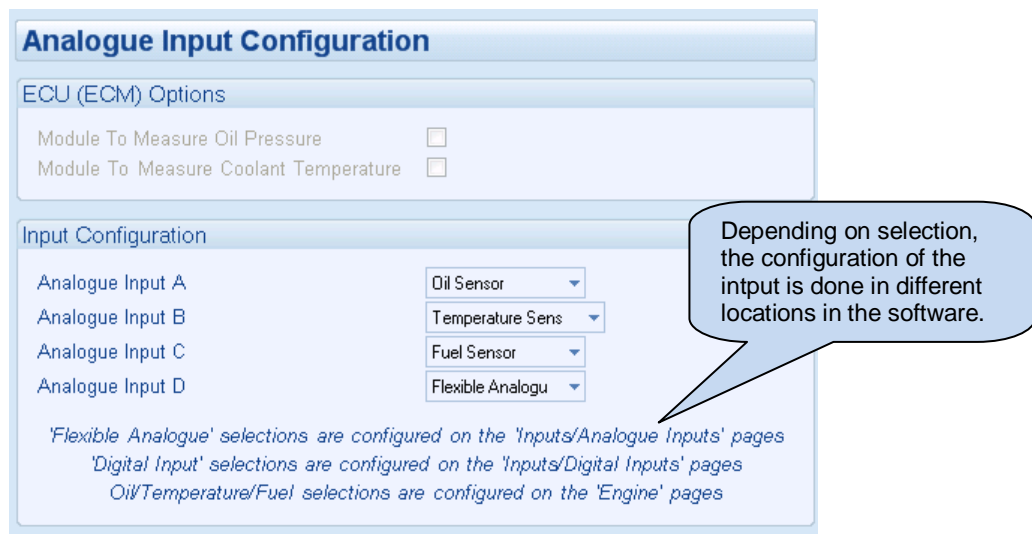 Analogue Input Configuration
ECU (ECM) Options
Module To Measure Oil Pressure
Module To Measure Coolant Temperature
Input Configuration
Analogue Input A Oil Sensor
Analogue Input B Temperature Sens
Analogue Input C Fuel Sensor
Analogue Input D Flexible Analogu
'Flexible Analogue' selections are configured on the 'Inputs/Analogue Inputs' pages
'Digital Input' selections are configured on the 'Inputs/Digital Inputs' pages
Oil/Temperature/Fuel selections are configured on the 'Engine' pages
Depending on selection,
the configuration of the
intput is done in different
locations in the software.